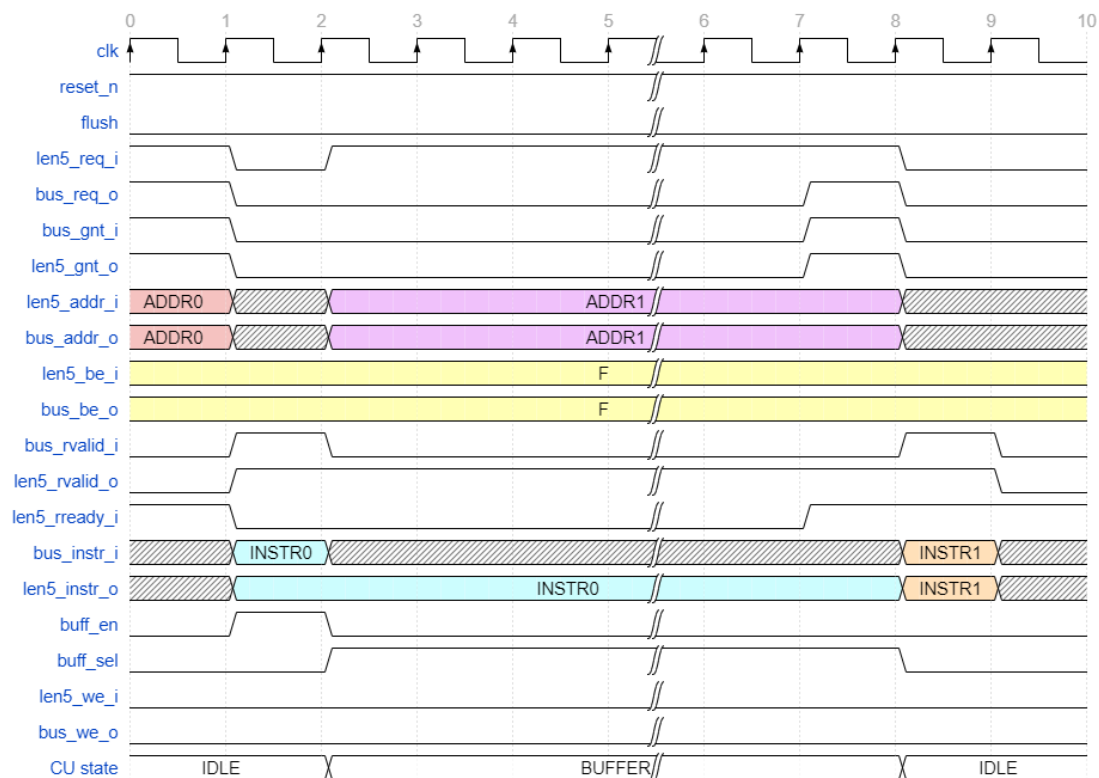 0 1 2 3 4 5 6 7 8 9 10
clk
reset_n
flush
len5_req_i
bus_req_o
bus_gnt_i
len5_gnt_o
len5_addr_i ADDR0 ADDR1
bus_addr_o ADDR0 ADDR1
len5_be_i F
bus_be_o F
bus_rvalid_i
len5_rvalid_o
len5_rready_i
bus_instr_i INSTR0 INSTR1
len5_instr_o INSTR0 INSTR1
buff_en
buff_sel
len5_we_i
bus_we_o
CU state IDLE BUFFER IDLE